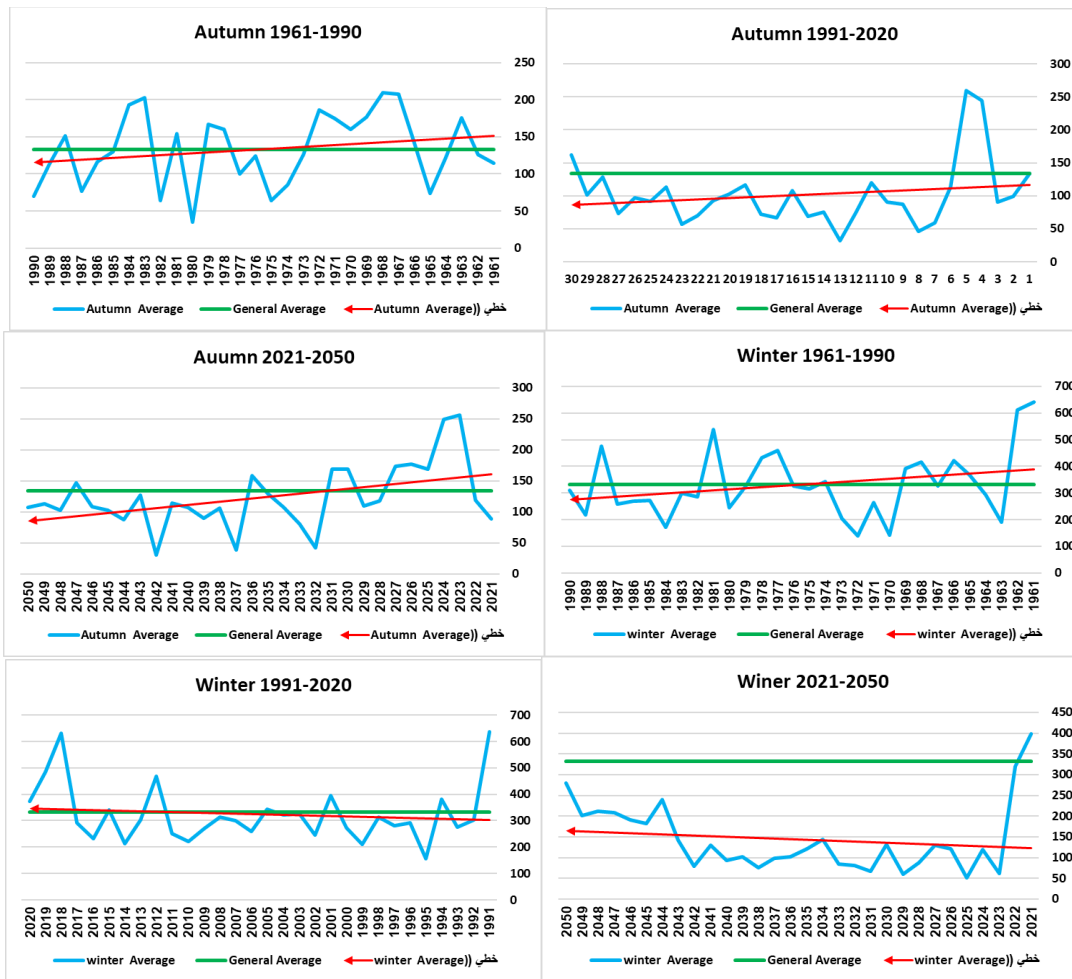 Autumn 1961-1990
250
200
150
100
50
0
1990 1989 1988 1987 1986 1985 1984 1983 1982 1981 1980 1979 1978 1977 1976 1975 1974 1973 1972 1971 1970 1969 1968 1967 1966 1965 1964 1963 1962 1961
Autumn Average General Average Autumn Average)) خطي
Autumn 1991-2020
300
250
200
150
100
50
0
30 29 28 27 26 25 24 23 22 21 20 19 18 17 16 15 14 13 12 11 10 9 8 7 6 5 4 3 2 1
Autumn Average General Average Autumn Average)) خطي
Auumn 2021-2050
300
250
200
150
100
50
0
2050 2049 2048 2047 2046 2045 2044 2043 2042 2041 2040 2039 2038 2037 2036 2035 2034 2033 2032 2031 2030 2029 2028 2027 2026 2025 2024 2023 2022 2021
Autumn Average General Average Autumn Average)) خطي
Winter 1961-1990
700
600
500
400
300
200
100
0
1990 1989 1988 1987 1986 1985 1984 1983 1982 1981 1980 1979 1978 1977 1976 1975 1974 1973 1972 1971 1970 1969 1968 1967 1966 1965 1964 1963 1962 1961
winter Average General Average winter Average)) خطي
Winter 1991-2020
700
600
500
400
300
200
100
0
2020 2019 2018 2017 2016 2015 2014 2013 2012 2011 2010 2009 2008 2007 2006 2005 2004 2003 2002 2001 2000 1999 1998 1997 1996 1995 1994 1993 1992 1991
winter Average General Average winter Average)) خطي
Winer 2021-2050
450
400
350
300
250
200
150
100
50
0
2050 2049 2048 2047 2046 2045 2044 2043 2042 2041 2040 2039 2038 2037 2036 2035 2034 2033 2032 2031 2030 2029 2028 2027 2026 2025 2024 2023 2022 2021
winter Average General Average winter Average)) خطي